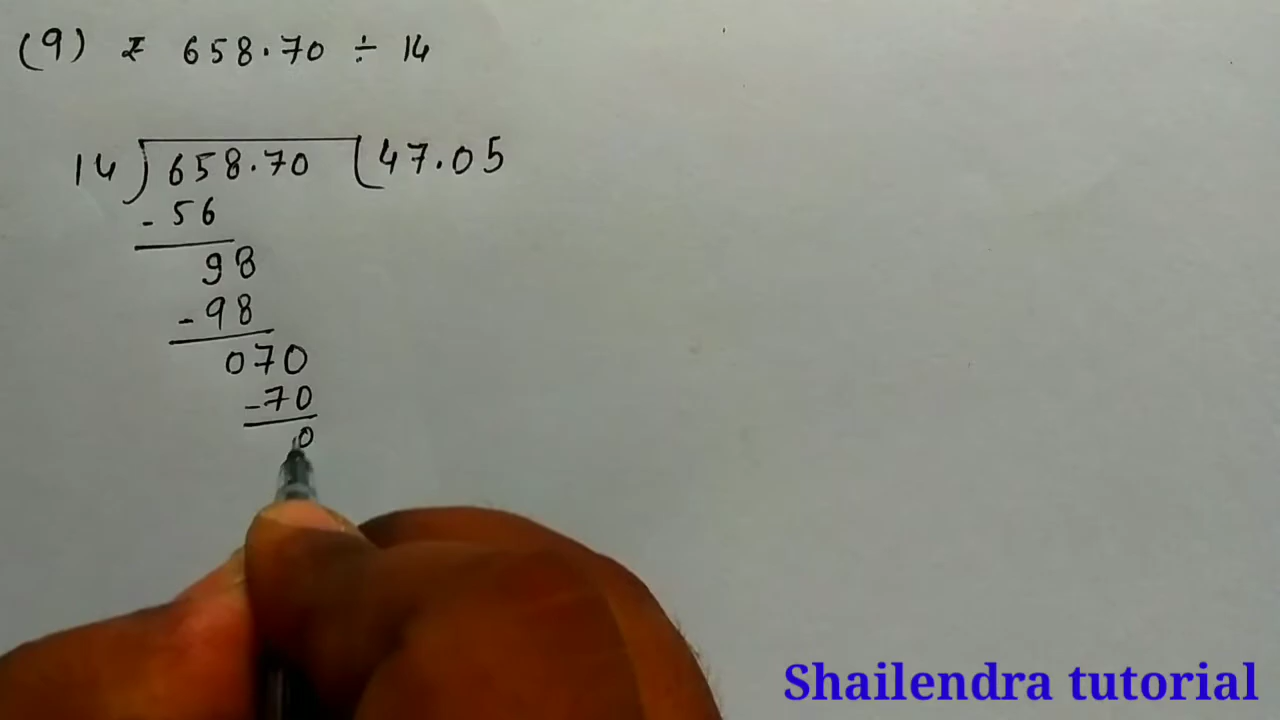 (9) ₹ 658.70 ÷ 14
14 ) 658.70 ( 47.05
- 56
98
- 98
070
- 70
0
Shailendra tutorial